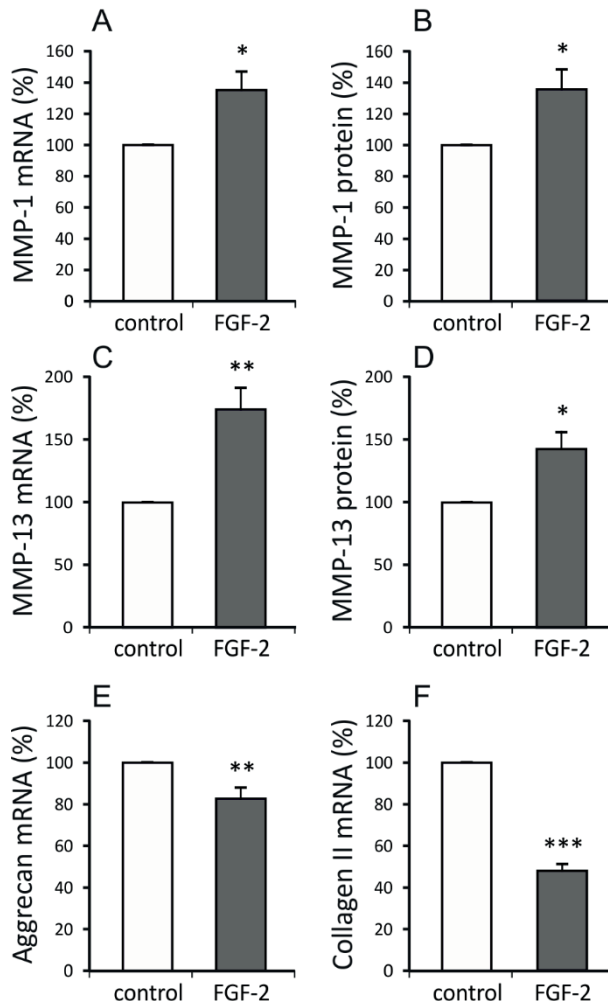 A
MMP-1 mRNA (%)
160
140
120
100
80
60
40
20
0
*
control FGF-2
B
MMP-1 protein (%)
160
140
120
100
80
60
40
20
0
*
control FGF-2
C
MMP-13 mRNA (%)
200
150
100
50
0
**
control FGF-2
D
MMP-13 protein (%)
200
150
100
50
0
*
control FGF-2
E
Aggrecan mRNA (%)
120
100
80
60
40
20
0
**
control FGF-2
F
Collagen II mRNA (%)
120
100
80
60
40
20
0
***
control FGF-2